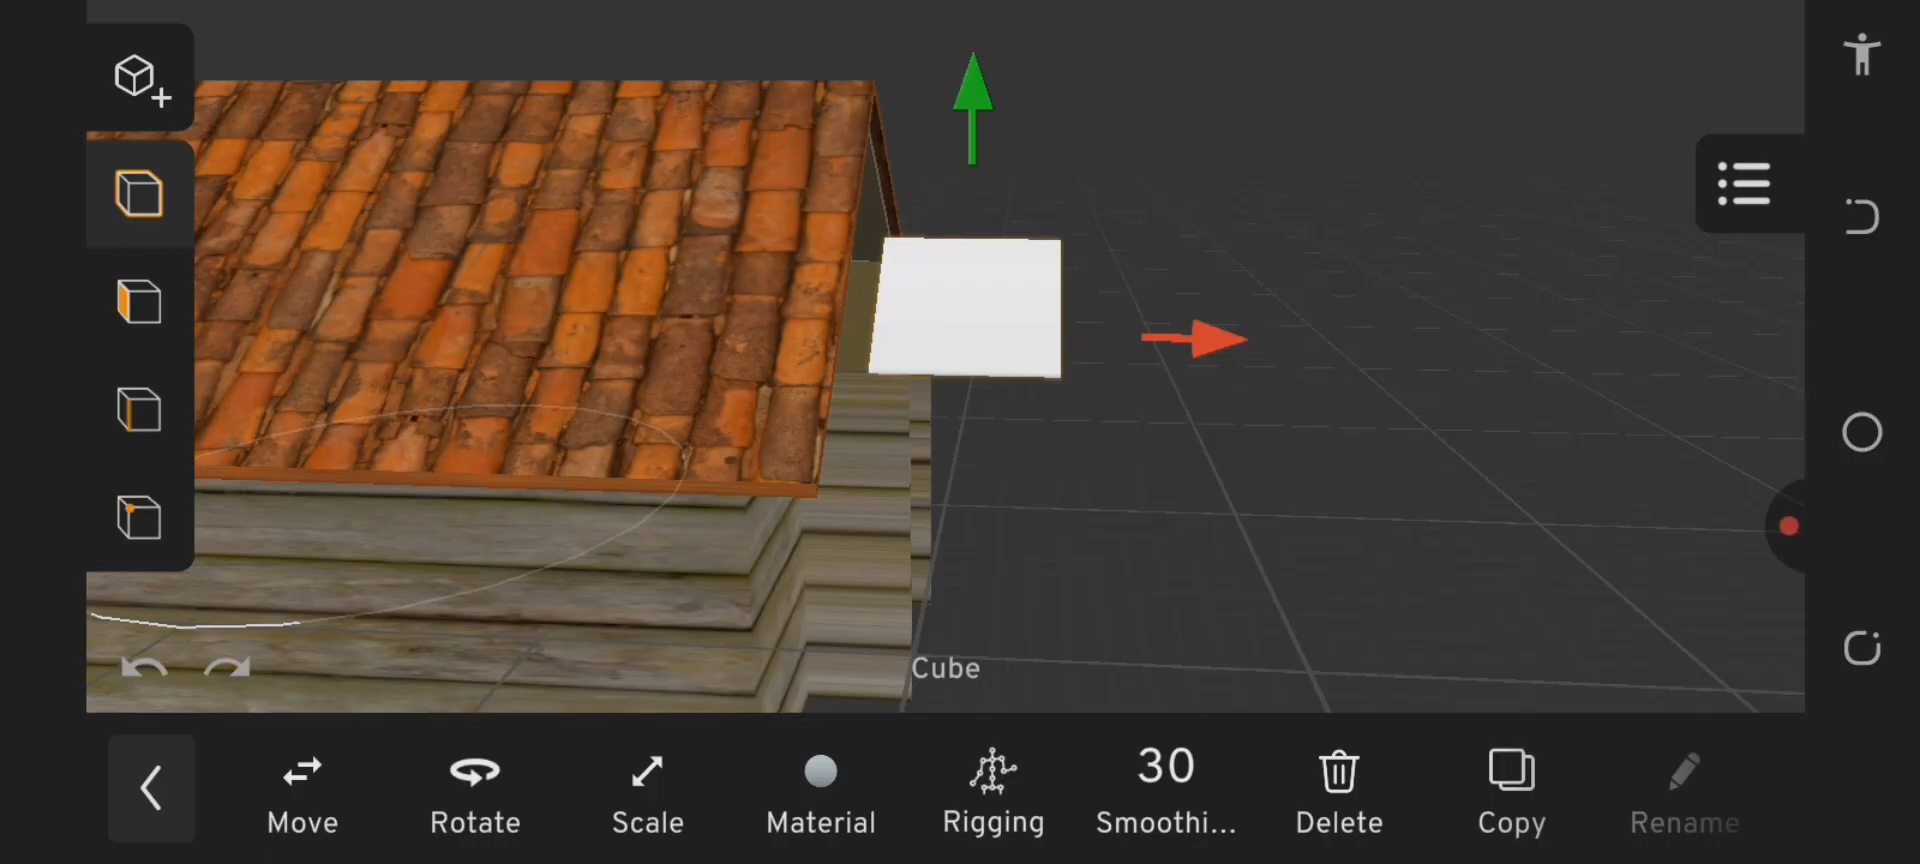 Cube
30
Move
Rotate
Scale
Material
Rigging
Smoothi...
Delete
Copy
Rename